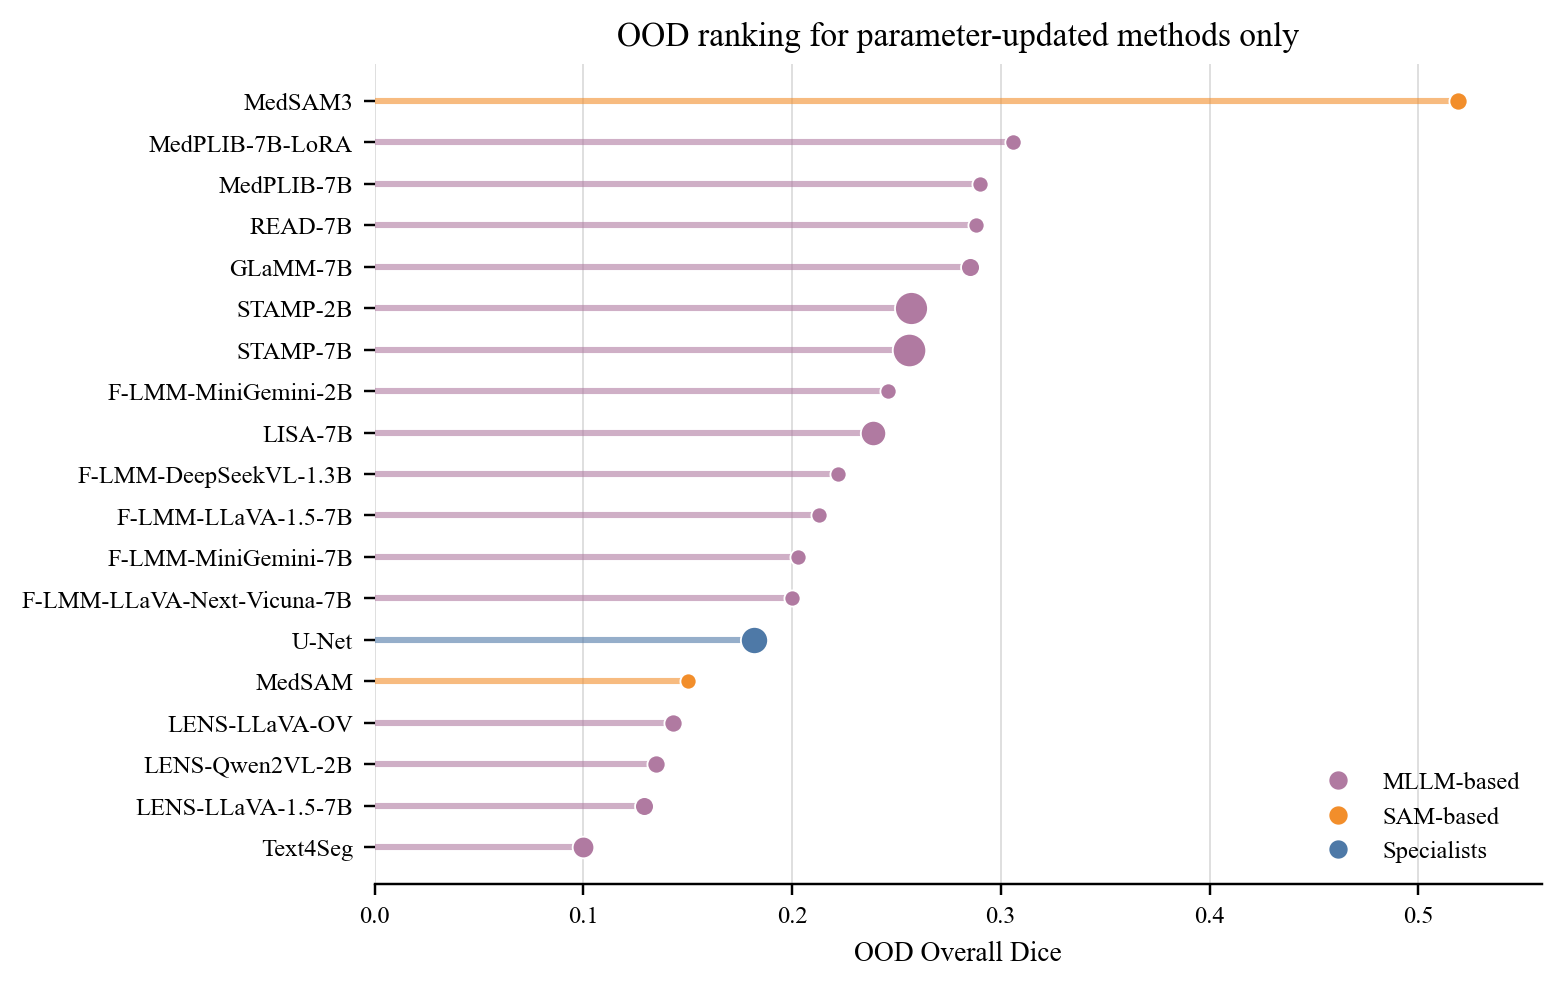 OOD ranking for parameter-updated methods only
MedSAM3
MedPLIB-7B-LoRA
MedPLIB-7B
READ-7B
GLaMM-7B
STAMP-2B
STAMP-7B
F-LMM-MiniGemini-2B
LISA-7B
F-LMM-DeepSeekVL-1.3B
F-LMM-LLaVA-1.5-7B
F-LMM-MiniGemini-7B
F-LMM-LLaVA-Next-Vicuna-7B
U-Net
MedSAM
LENS-LLaVA-OV
LENS-Qwen2VL-2B
LENS-LLaVA-1.5-7B
Text4Seg
MLLM-based
SAM-based
Specialists
0.0 0.1 0.2 0.3 0.4 0.5
OOD Overall Dice